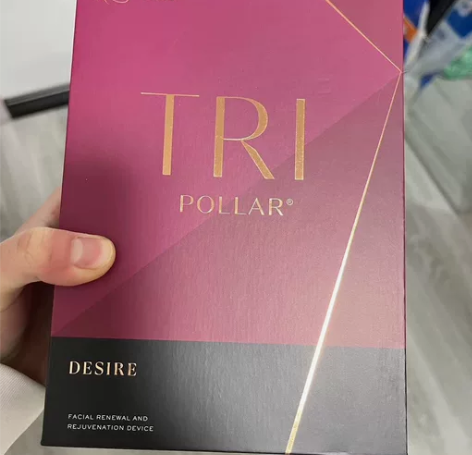 TRI
POLLAR®
DESIRE
FACIAL RENEWAL AND
REJUVENATION DEVICE